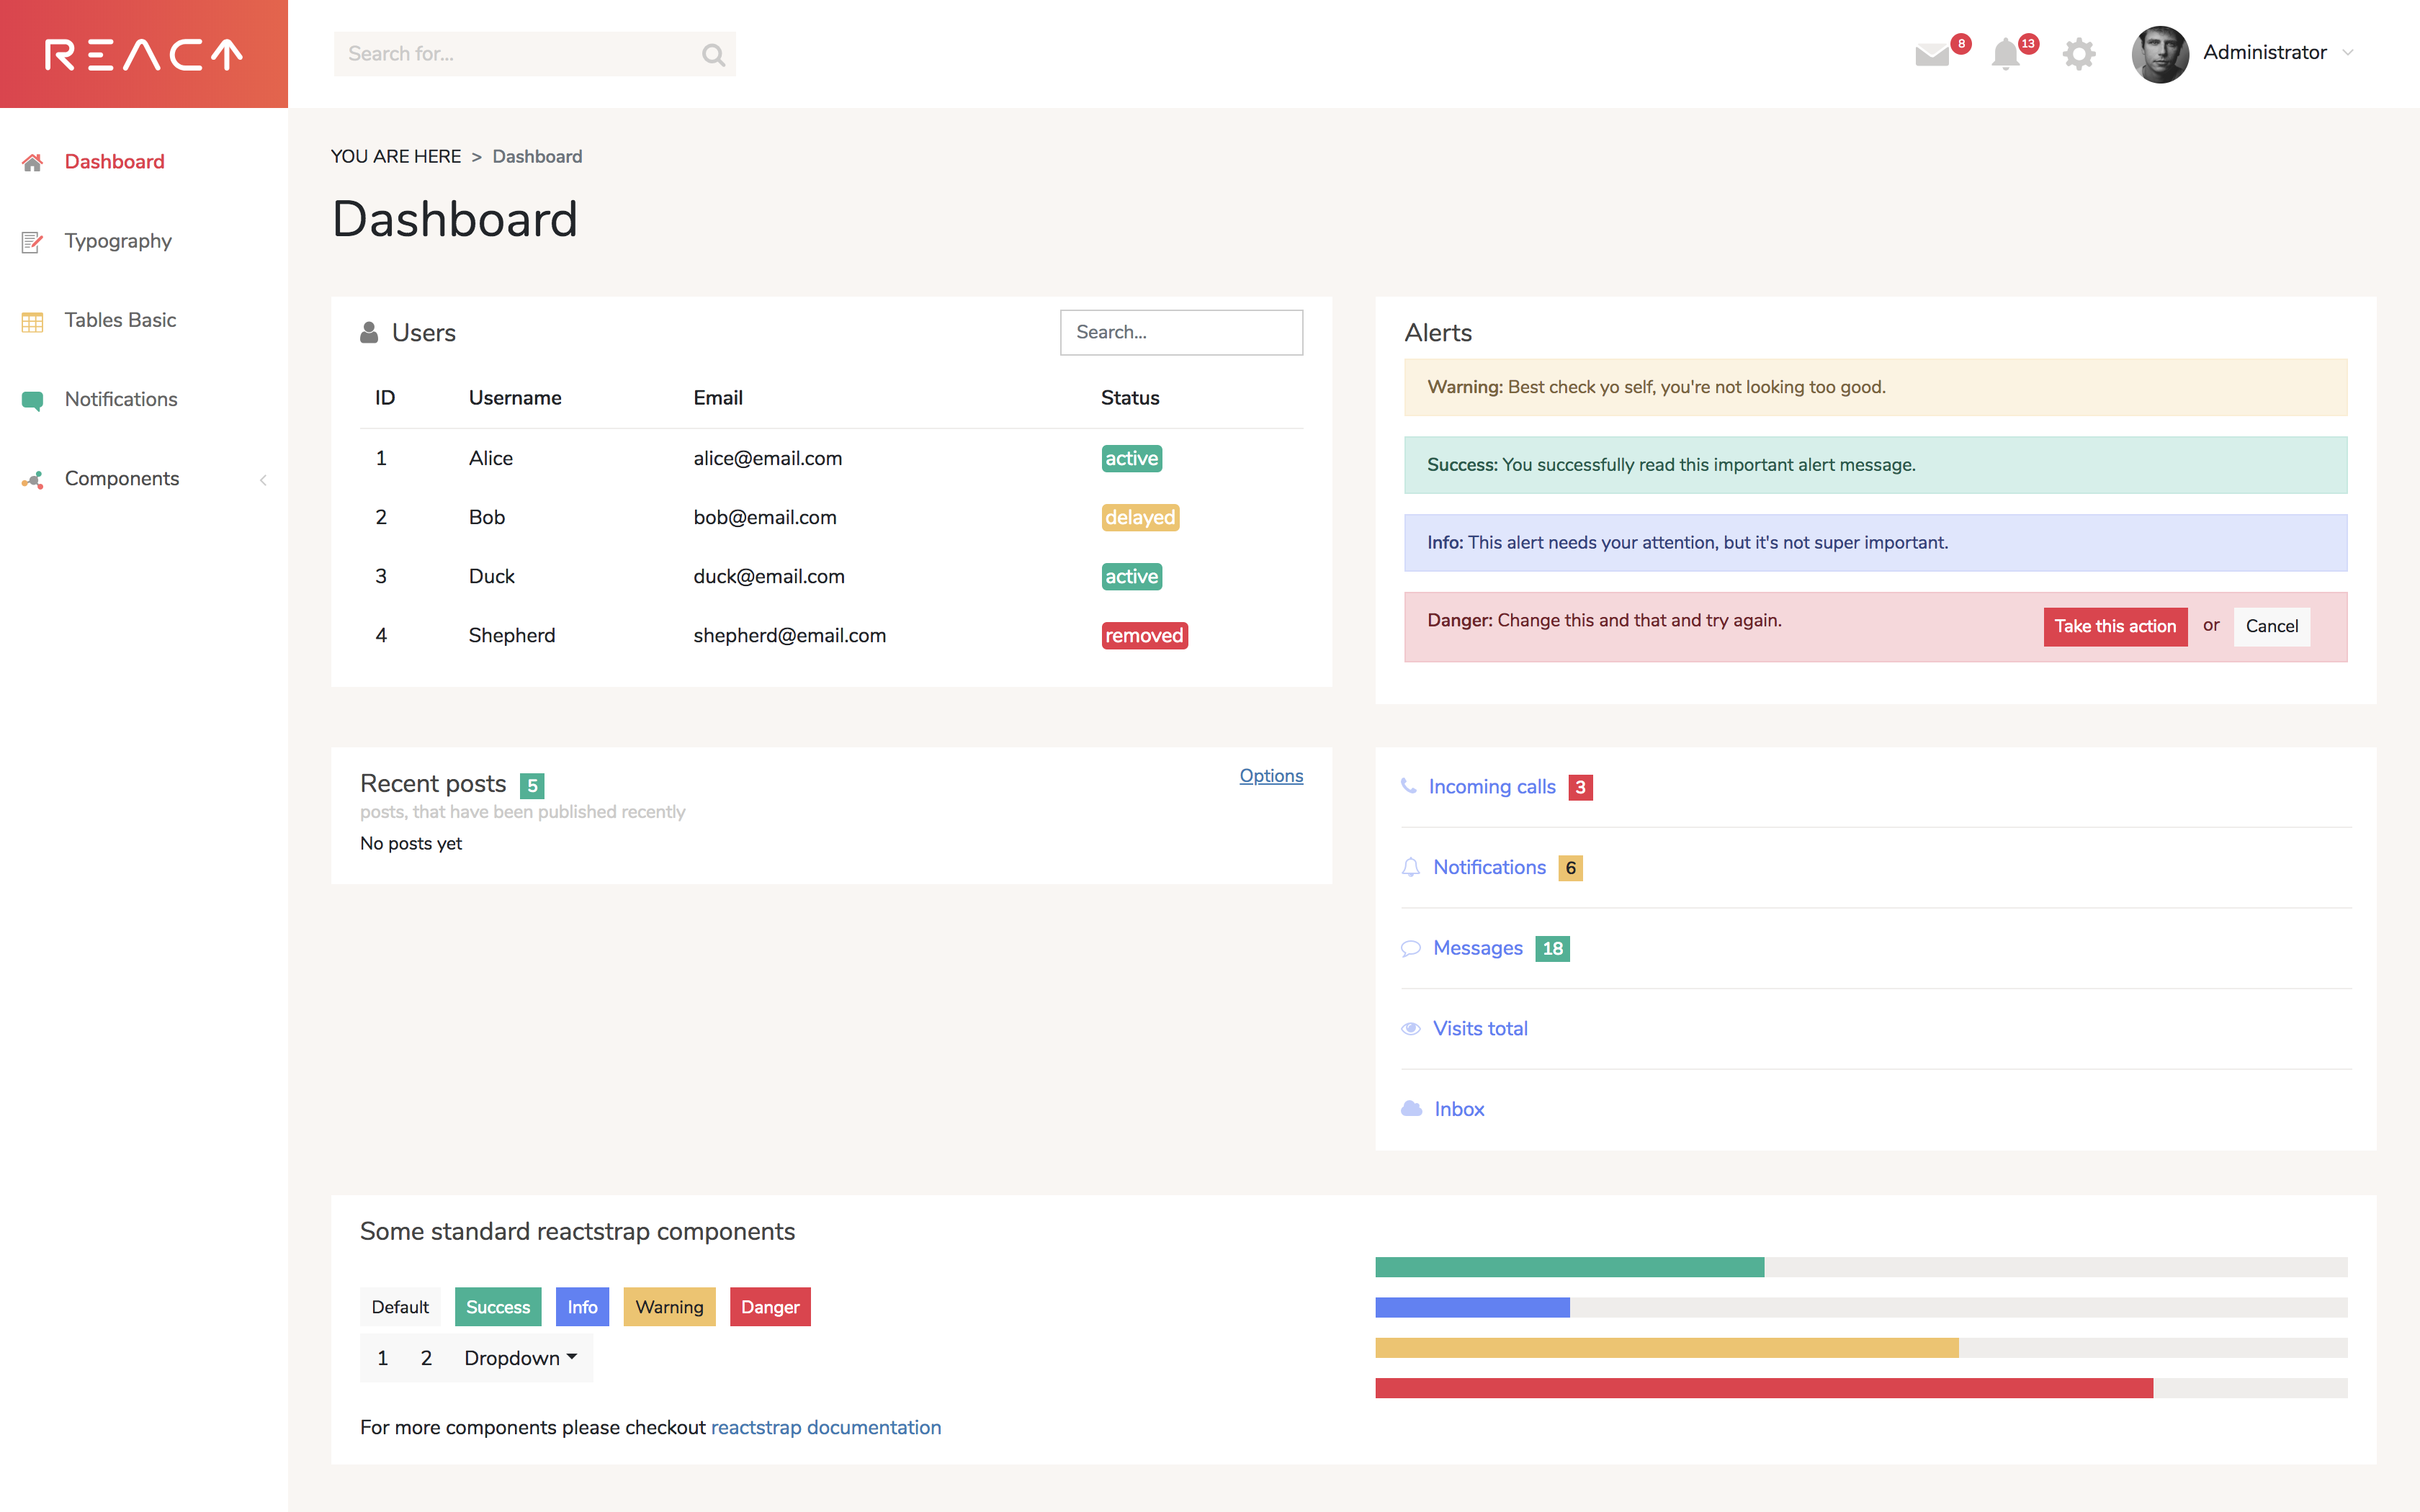 REACT
Search for...
8
13
Administrator
Dashboard
Typography
Tables Basic
Notifications
Components
YOU ARE HERE > Dashboard
Dashboard
Users
Search...
ID Username Email Status
1 Alice alice@email.com active
2 Bob bob@email.com delayed
3 Duck duck@email.com active
4 Shepherd shepherd@email.com removed
Alerts
Warning: Best check yo self, you're not looking too good.
Success: You successfully read this important alert message.
Info: This alert needs your attention, but it's not super important.
Danger: Change this and that and try again. Take this action or Cancel
Recent posts 5
Options
posts, that have been published recently
No posts yet
Incoming calls 3
Notifications 6
Messages 18
Visits total
Inbox
Some standard reactstrap components
Default Success Info Warning Danger
1 2 Dropdown
For more components please checkout reactstrap documentation